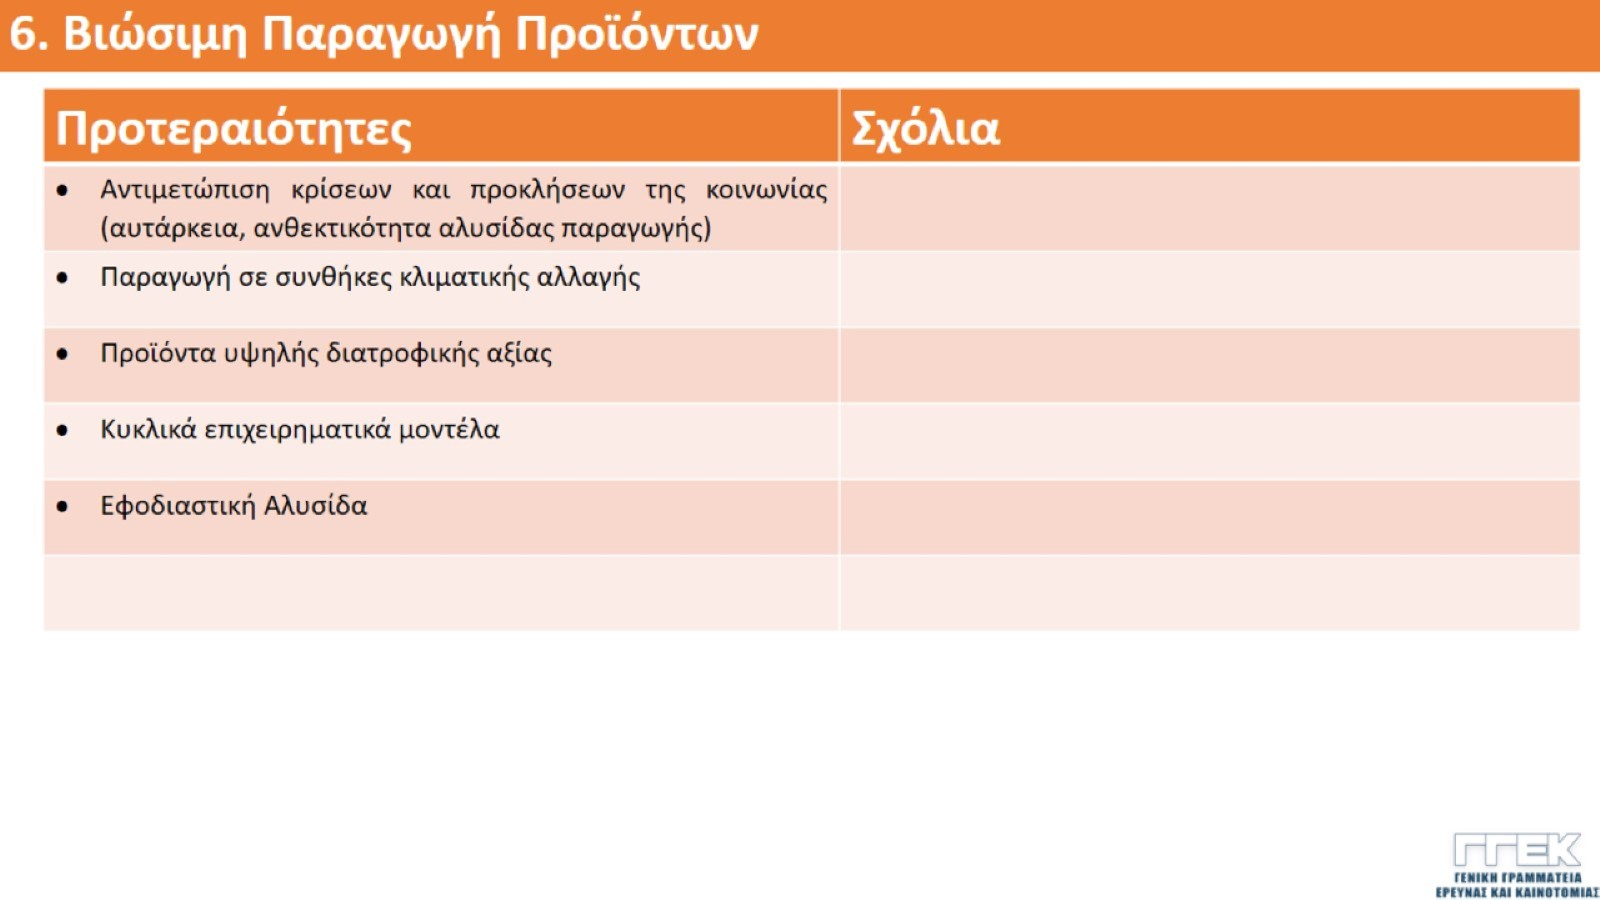 6. Βιώσιμη Παραγωγή Προϊόντων
Προτεραιότητες
Σχόλια
• Αντιμετώπιση κρίσεων και προκλήσεων της κοινωνίας
(αυτάρκεια, ανθεκτικότητα αλυσίδας παραγωγής)
• Παραγωγή σε συνθήκες κλιματικής αλλαγής
• Προϊόντα υψηλής διατροφικής αξίας
• Κυκλικά επιχειρηματικά μοντέλα
• Εφοδιαστική Αλυσίδα
ΓΓΕΚ
ΓΕΝΙΚΗ ΓΡΑΜΜΑΤΕΙΑ
ΕΡΕΥΝΑΣ ΚΑΙ ΚΑΙΝΟΤΟΜΙΑΣ